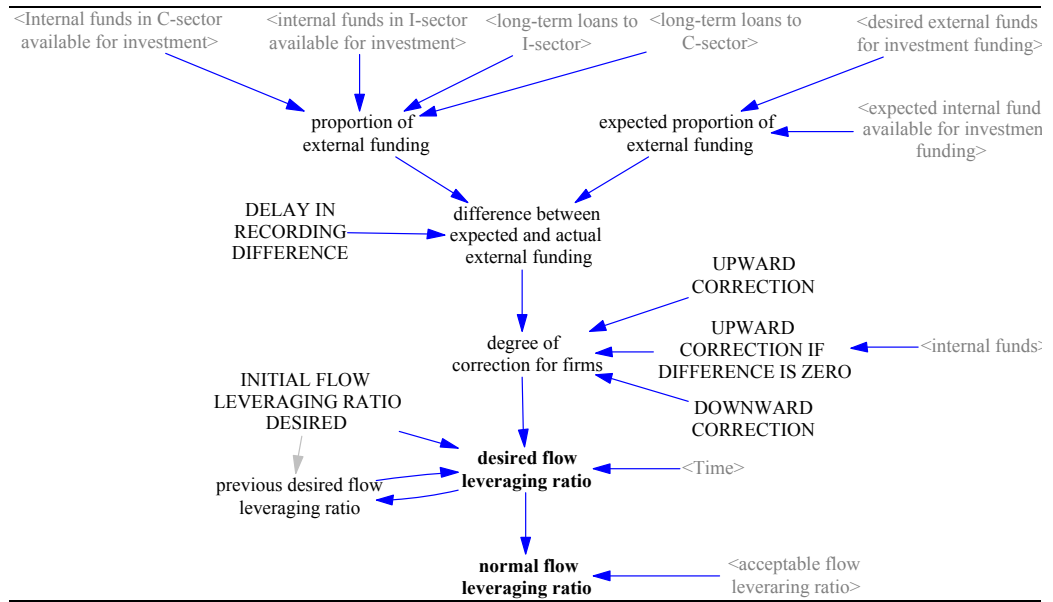 <Internal funds in C-sector
available for investment>
<internal funds in I-sector
available for investment>
<long-term loans to
I-sector>
<long-term loans to
C-sector>
<desired external funds
for investment funding>
proportion of
external funding
expected proportion of
external funding
<expected internal fund
available for investmen
funding>
DELAY IN
RECORDING
DIFFERENCE
difference between
expected and actual
external funding
UPWARD
CORRECTION
degree of
correction for firms
UPWARD
CORRECTION IF
DIFFERENCE IS ZERO
<internal funds>
INITIAL FLOW
LEVERAGING RATIO
DESIRED
DOWNWARD
CORRECTION
desired flow
leveraging ratio
<Time>
previous desired flow
leveraging ratio
normal flow
leveraging ratio
<acceptable flow
leveraring ratio>